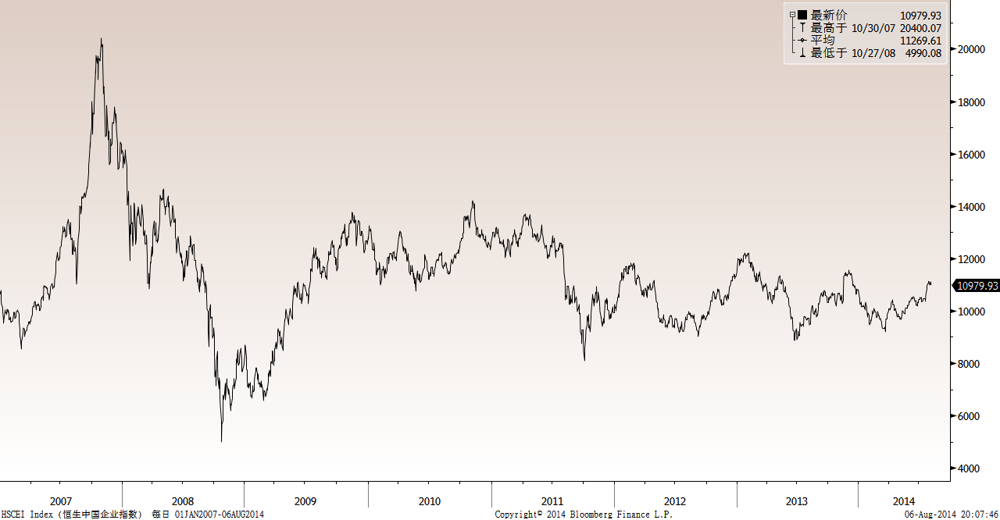 最新价 10979.93
最高于 10/30/07 20400.07
平均 11269.61
最低于 10/27/08 4990.08
20000
18000
16000
14000
12000
10979.93
10000
8000
6000
4000
2007 2008 2009 2010 2011 2012 2013 2014
HSCEI Index (恒生中国企业指数) 每日 01JAN2007-06AUG2014 Copyright© 2014 Bloomberg Finance L.P. 06-Aug-2014 20:07:46